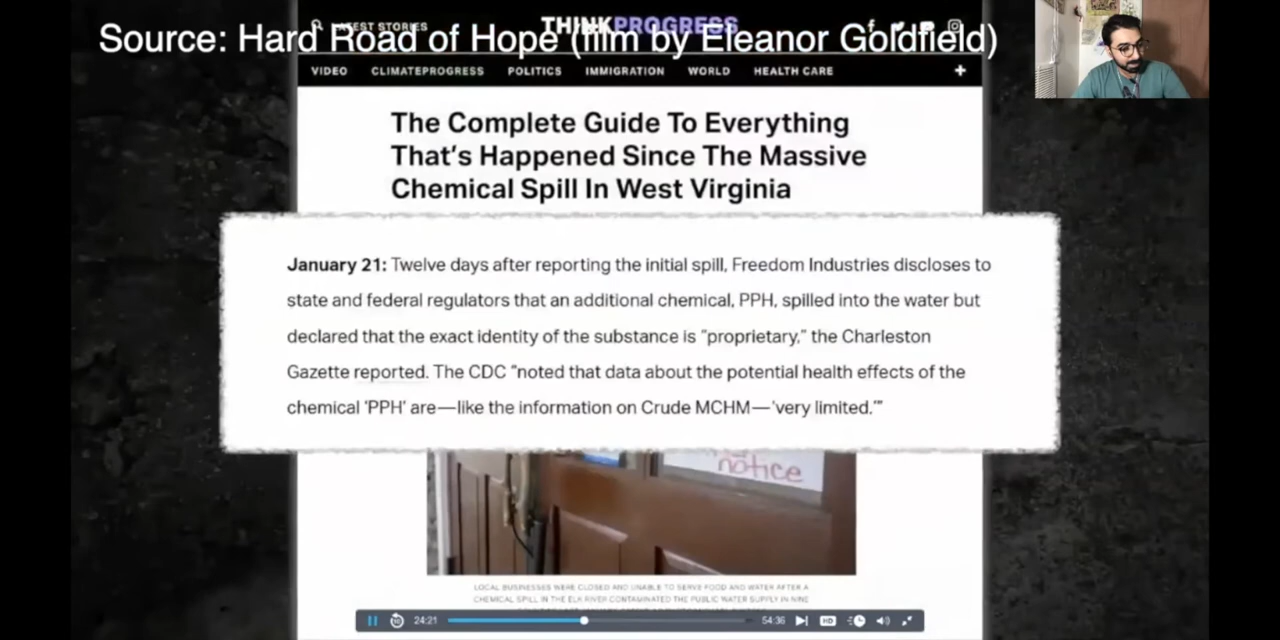 Source: Hard Road of Hope (film by Eleanor Goldfield)
LATEST STORIES
THINKPROGRESS
VIDEO CLIMATEPROGRESS POLITICS IMMIGRATION WORLD HEALTH CARE +
The Complete Guide To Everything
That's Happened Since The Massive
Chemical Spill In West Virginia
January 21: Twelve days after reporting the initial spill, Freedom Industries discloses to
state and federal regulators that an additional chemical, PPH, spilled into the water but
declared that the exact identity of the substance is "proprietary," the Charleston
Gazette reported. The CDC "noted that data about the potential health effects of the
chemical 'PPH' are—like the information on Crude MCHM—'very limited.'"
notice
LOCAL BUSINESSES WERE CLOSED AND UNABLE TO SERVE FOOD AND WATER AFTER A
CHEMICAL SPILL IN THE ELK RIVER CONTAMINATED THE PUBLIC WATER SUPPLY IN NINE
10 24:21 54:36 HD